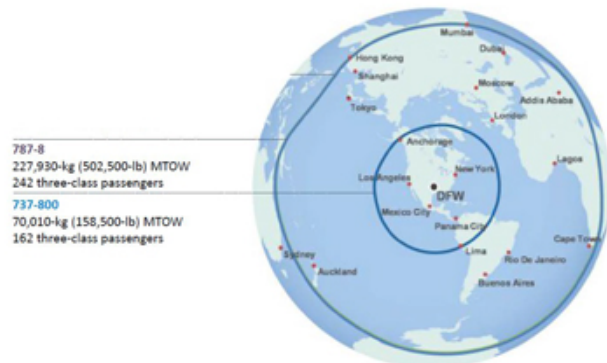 Mumbai
Dubai
Hong Kong
Shanghai
Moscow
Addis Ababa
Tokyo
London
Anchorage
787-8
227,930-kg (502,500-lb) MTOW
242 three-class passengers
737-800
70,010-kg (158,500-lb) MTOW
162 three-class passengers
Lagos
New York
Los Angeles
DFW
Mexico City
Panama City
Cape Town
Lima
Sydney
Rio De Janeiro
Auckland
Buenos Aires